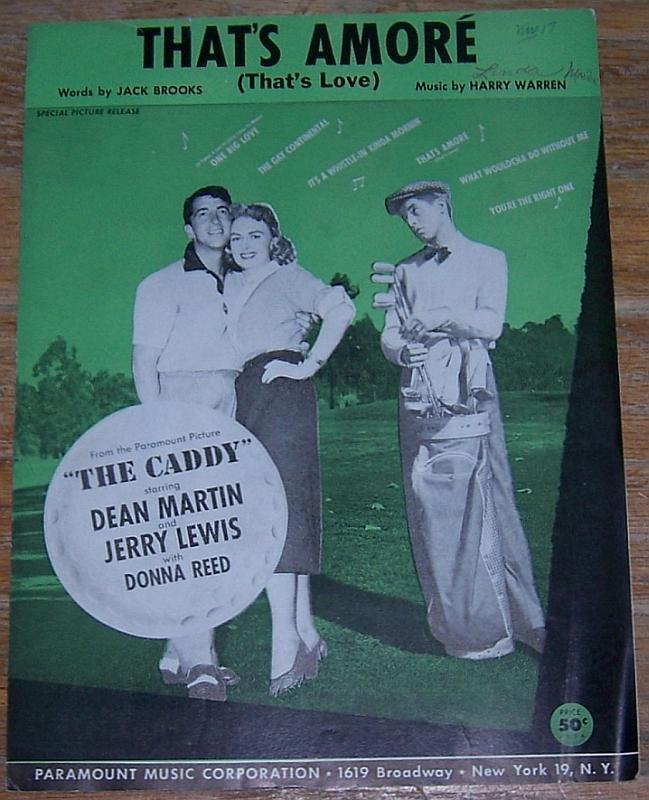 THAT'S AMORÉ
(That's Love)
Words by JACK BROOKS
Music by HARRY WARREN
Linda
SPECIAL PICTURE RELEASE
ONE BIG LOVE
THE GAY CONTINENTAL
IT'S A WHISTLE-IN KINDA MORNIN'
THAT'S AMORE
WHAT WOULDCHA DO WITHOUT ME
YOU'RE THE RIGHT ONE
From the Paramount Picture
"THE CADDY"
starring
DEAN MARTIN
and
JERRY LEWIS
with
DONNA REED
PRICE
50¢
PARAMOUNT MUSIC CORPORATION • 1619 Broadway • New York 19, N. Y.